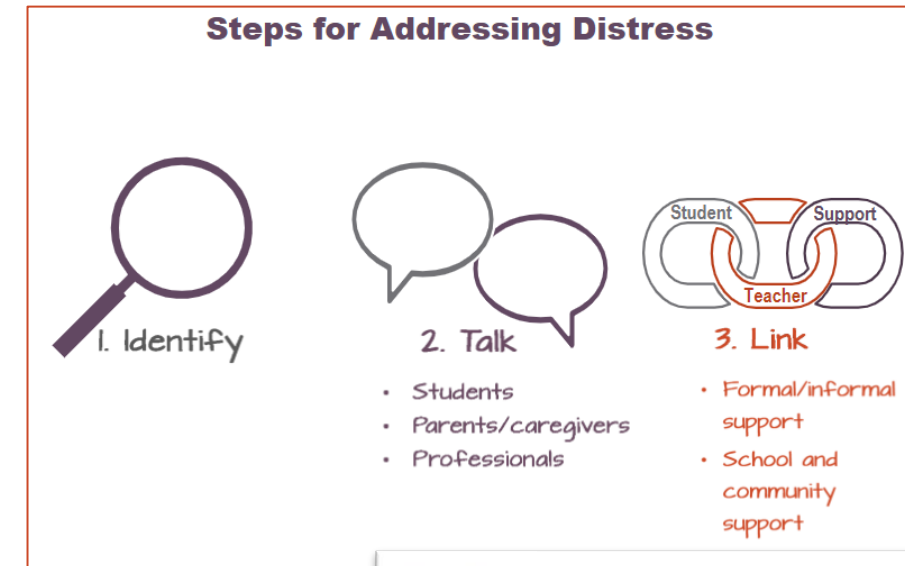 Steps for Addressing Distress
Student
Support
Teacher
1. Identify
2. Talk
• Students
• Parents/caregivers
• Professionals
3. Link
• Formal/informal
support
• School and
community
support